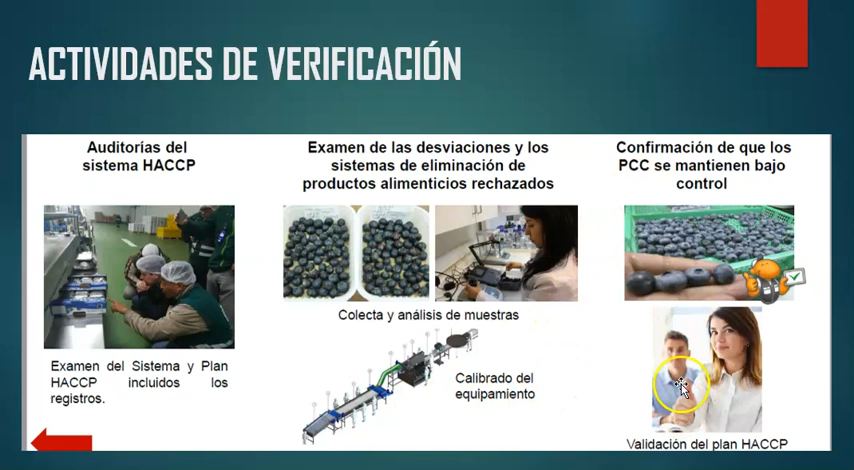 ACTIVIDADES DE VERIFICACIÓN
Auditorías del
sistema HACCP
Examen del Sistema y Plan
HACCP incluidos los
registros.
Examen de las desviaciones y los
sistemas de eliminación de
productos alimenticios rechazados
Colecta y análisis de muestras
Calibrado del
equipamiento
Confirmación de que los
PCC se mantienen bajo
control
Validación del plan HACCP